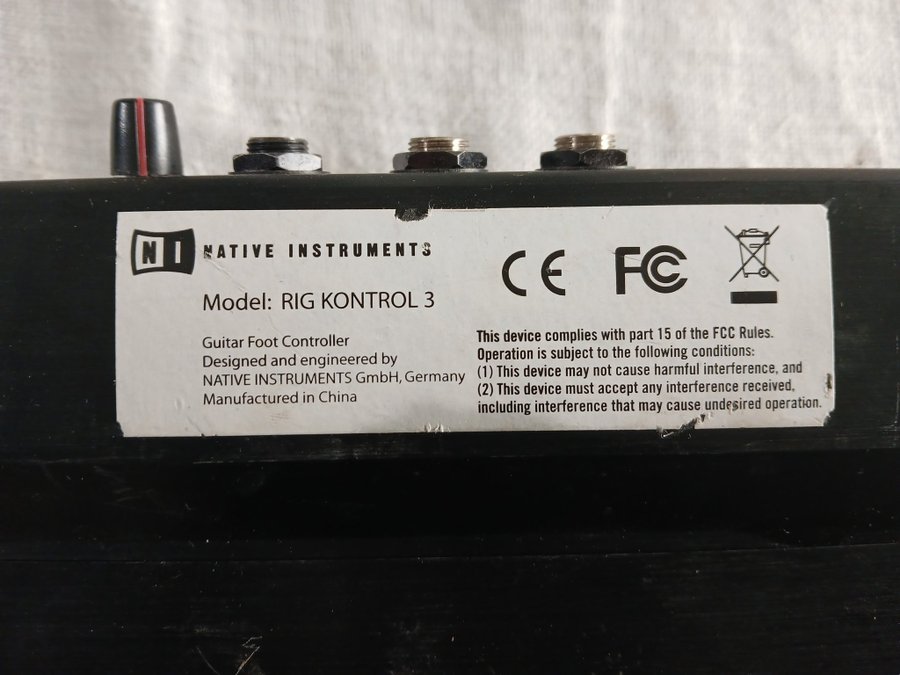 NI NATIVE INSTRUMENTS
Model: RIG KONTROL 3
Guitar Foot Controller
Designed and engineered by
NATIVE INSTRUMENTS GmbH, Germany
Manufactured in China
CE FC
This device complies with part 15 of the FCC Rules.
Operation is subject to the following conditions:
(1) This device may not cause harmful interference, and
(2) This device must accept any interference received,
including interference that may cause undesired operation.